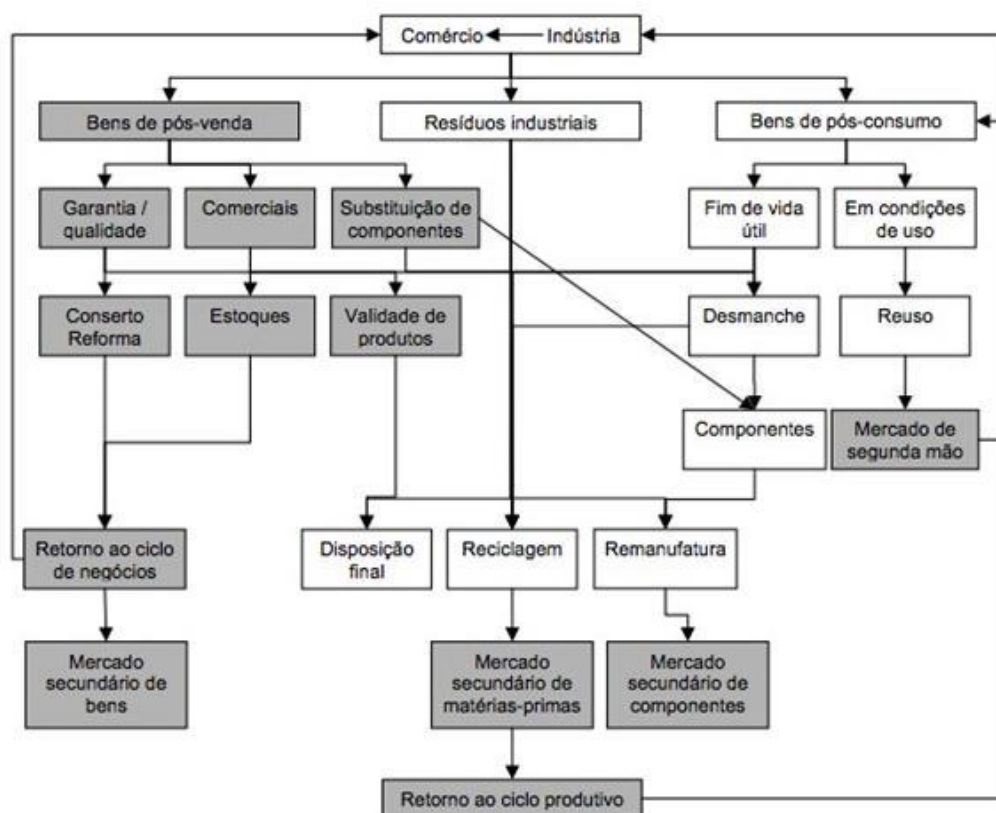 Comércio Indústria
Bens de pós-venda
Resíduos industriais
Bens de pós-consumo
Garantia /
qualidade
Comerciais
Substituição de
componentes
Fim de vida
útil
Em condições
de uso
Conserto
Reforma
Estoques
Validade de
produtos
Desmanche
Reuso
Componentes
Mercado de
segunda mão
Retorno ao ciclo
de negócios
Disposição
final
Reciclagem
Remanufatura
Mercado
secundário de
bens
Mercado
secundário de
matérias-primas
Mercado
secundário de
componentes
Retorno ao ciclo produtivo